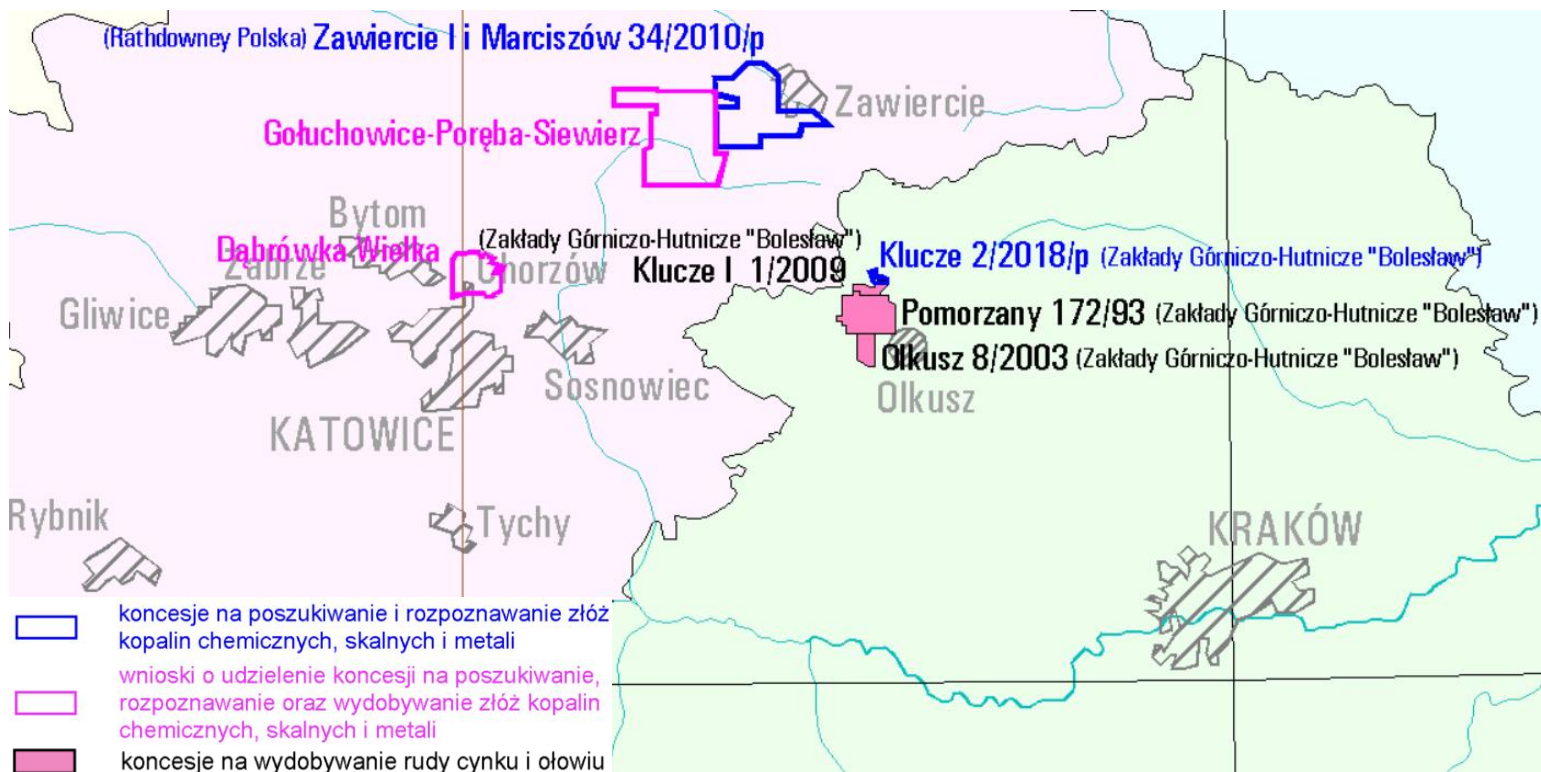 (Rathdowney Polska) Zawiercie I i Marciszów 34/2010/p
Zawiercie
Gołuchowice-Poręba-Siewierz
Bytom
(Zakłady Górniczo-Hutnicze "Bolesław")
Dąbrówka Wielka
Zabrze
Chorzów
Klucze I 1/2009
Klucze 2/2018/p (Zakłady Górniczo-Hutnicze "Bolesław")
Gliwice
Pomorzany 172/93 (Zakłady Górniczo-Hutnicze "Bolesław")
Olkusz 8/2003 (Zakłady Górniczo-Hutnicze "Bolesław")
Sosnowiec
Olkusz
KATOWICE
Rybnik
Tychy
KRAKÓW
koncesje na poszukiwanie i rozpoznawanie złóż
kopalin chemicznych, skalnych i metali
wnioski o udzielenie koncesji na poszukiwanie,
rozpoznawanie oraz wydobywanie złóż kopalin
chemicznych, skalnych i metali
koncesje na wydobywanie rudy cynku i ołowiu